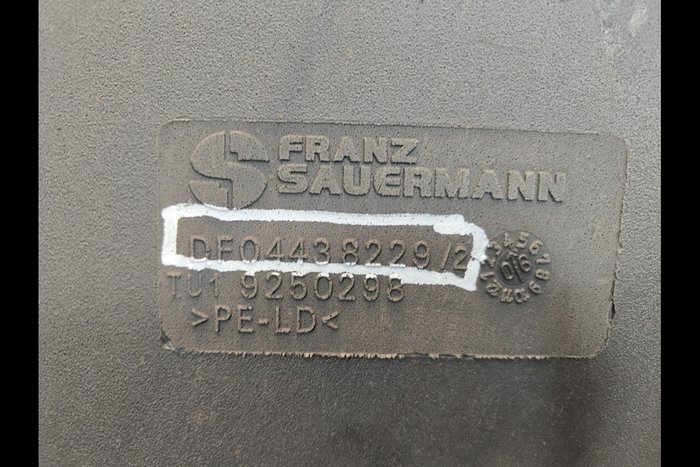 FRANZ
SAUERMANN
DF04438229/2
TU1 9250298
>PE-LD<